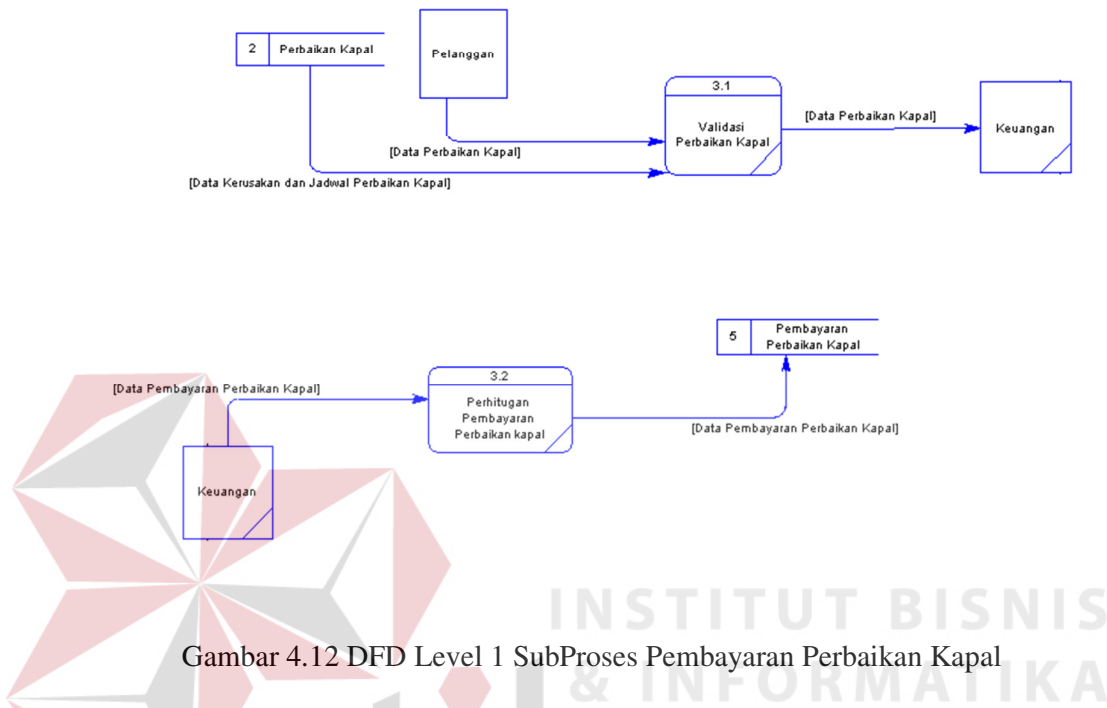 2 Perbaikan Kapal
Pelanggan
3.1
Validasi
Perbaikan Kapal
[Data Perbaikan Kapal]
Keuangan
[Data Perbaikan Kapal]
[Data Kerusakan dan Jadwal Perbaikan Kapal]
5 Pembayaran
Perbaikan Kapal
[Data Pembayaran Perbaikan Kapal]
3.2
Perhitugan
Pembayaran
Perbaikan kapal
[Data Pembayaran Perbaikan Kapal]
Keuangan
INSTITUT BISNIS
Gambar 4.12 DFD Level 1 SubProses Pembayaran Perbaikan Kapal
& INFORMATIKA